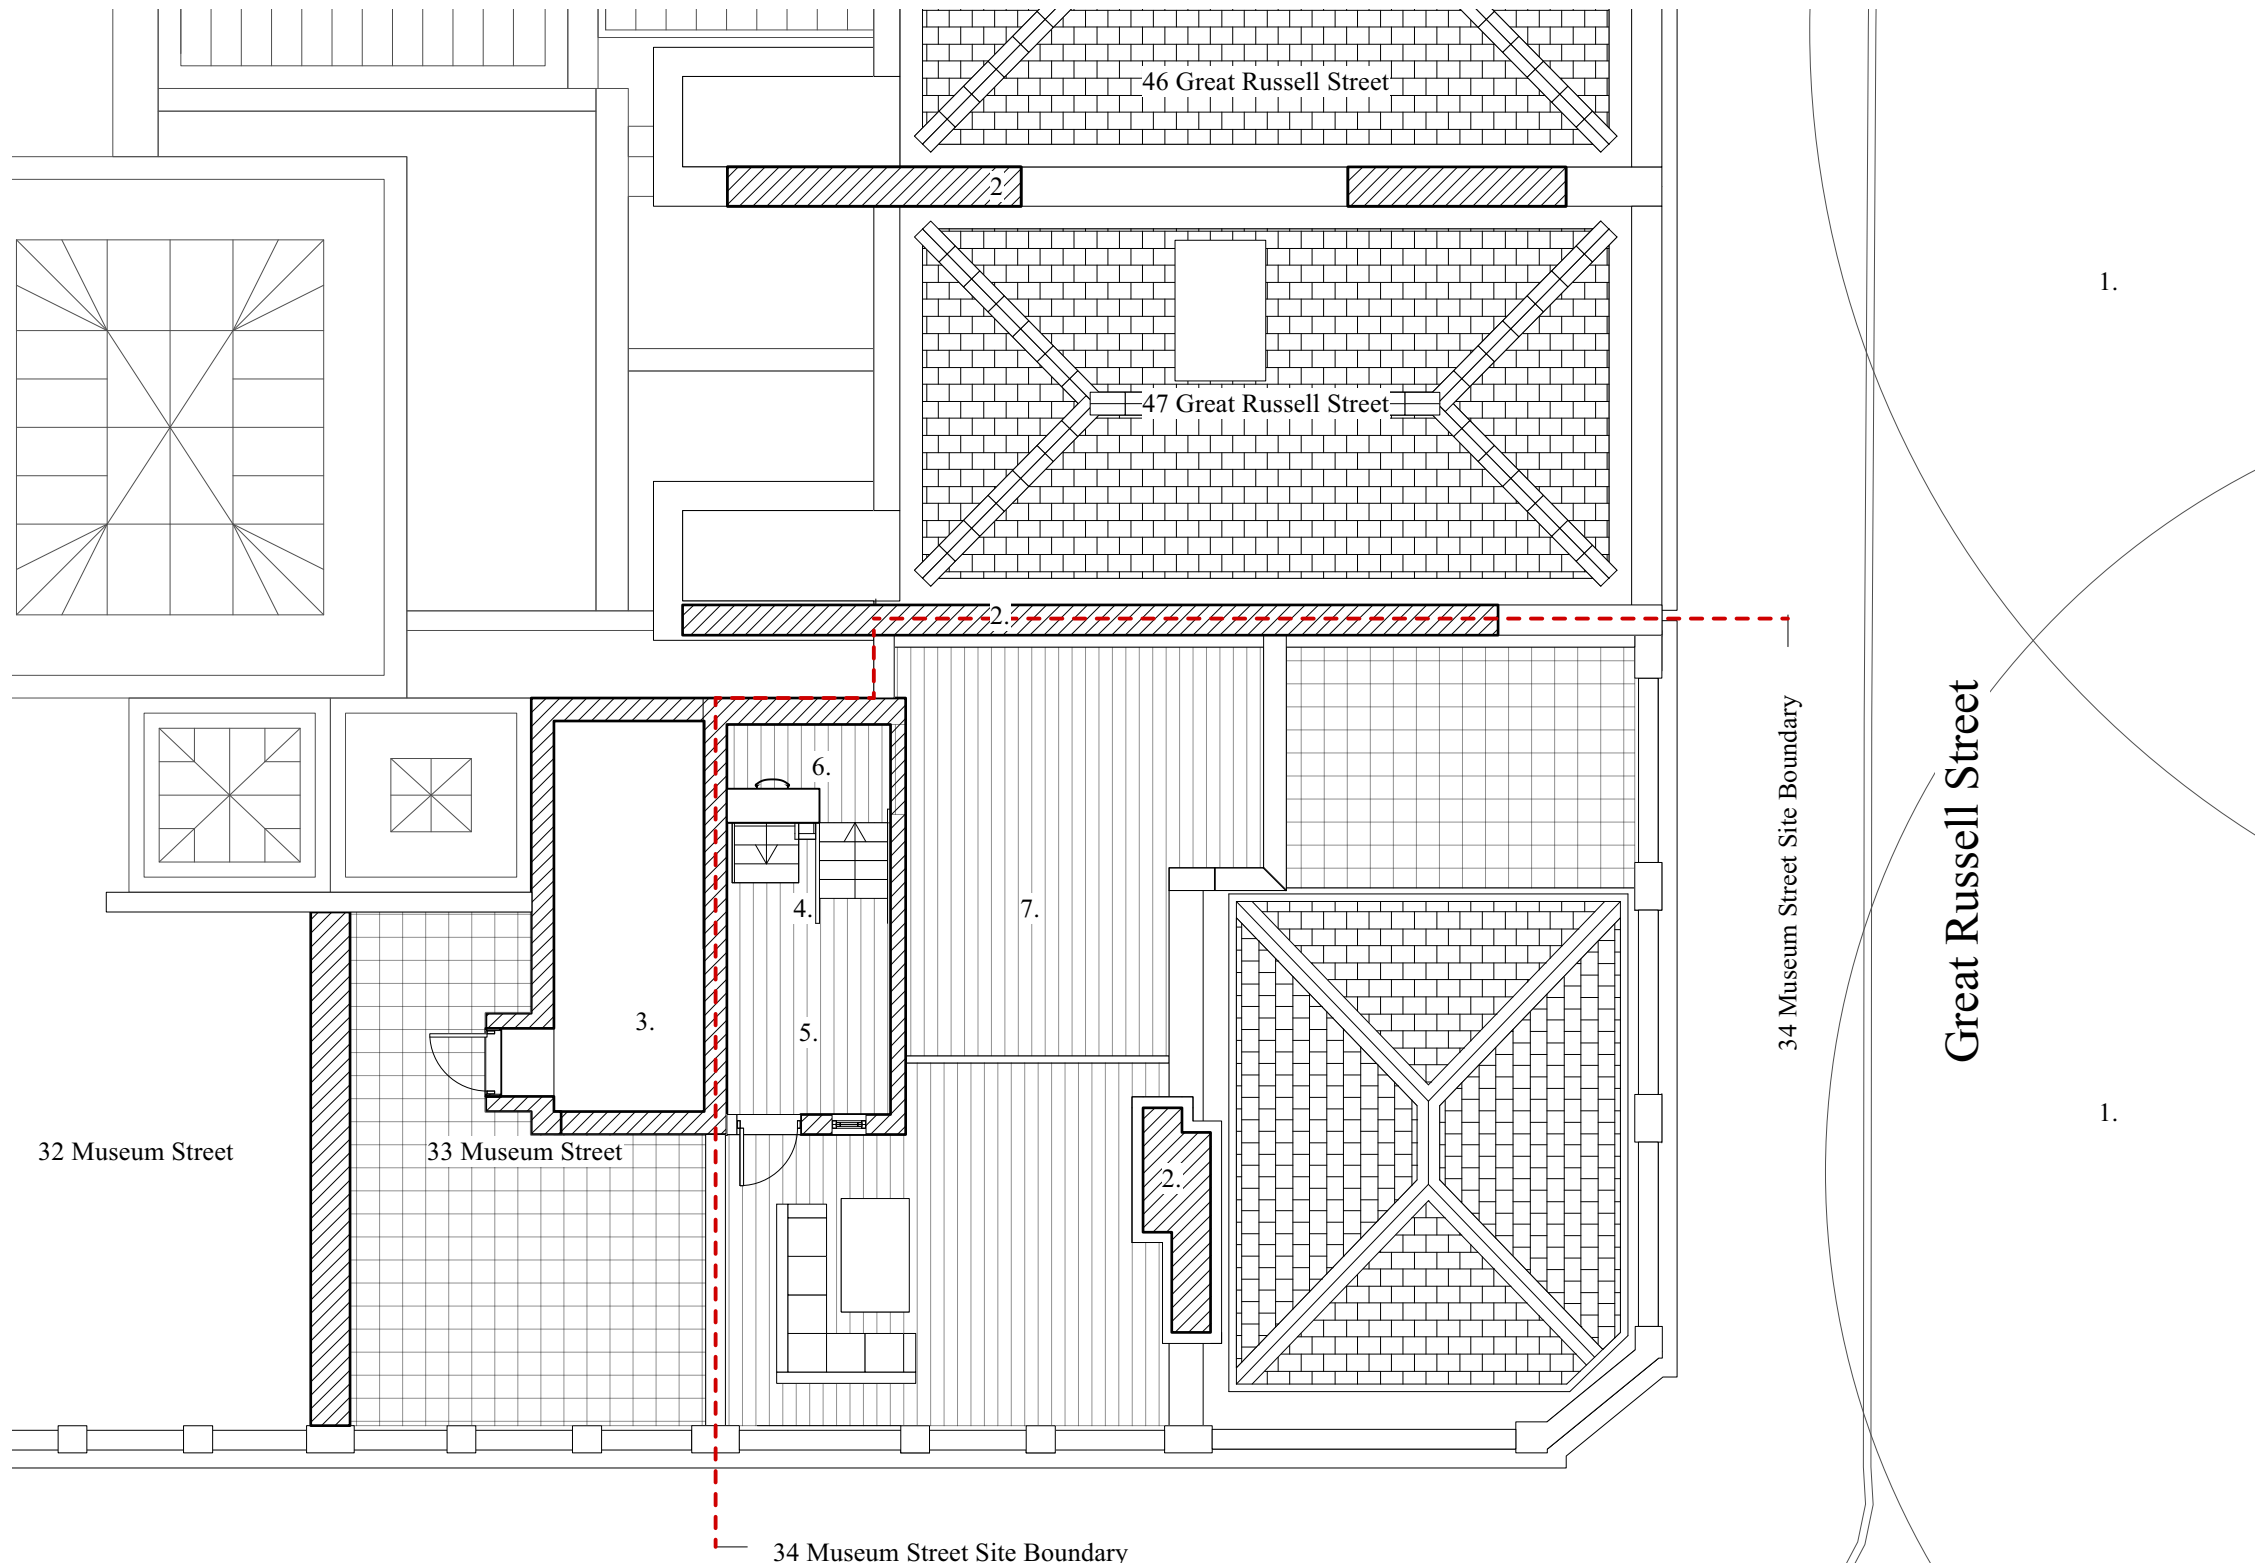 46 Great Russell Street
2.
1.
47 Great Russell Street
2.
34 Museum Street Site Boundary
Great Russell Street
6.
4.
7.
3.
5.
1.
32 Museum Street
33 Museum Street
2.
34 Museum Street Site Boundary